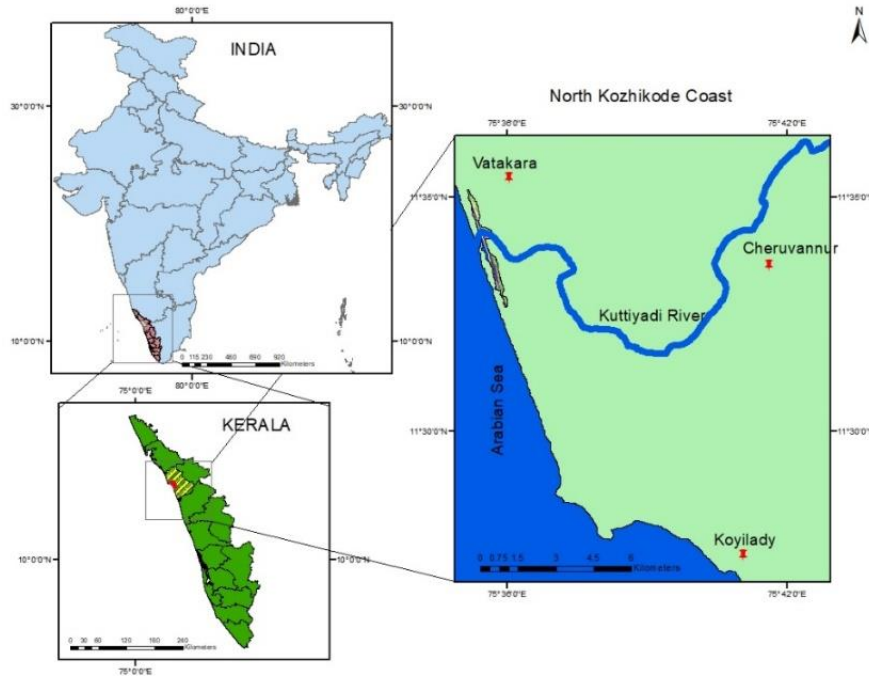 80°0'0"E
INDIA
30°0'0"N
30°0'0"N
10°0'0"N
10°0'0"N
0 115 230 460 690 920
Kilometers
80°0'0"E
75°0'0"E
KERALA
10°0'0"N
10°0'0"N
0 30 60 120 180 240
Kilometers
75°0'0"E
N
North Kozhikode Coast
75°36'0"E
75°42'0"E
Vatakara
11°35'0"N
11°35'0"N
Cheruvannur
Kuttiyadi River
Arabian Sea
11°30'0"N
11°30'0"N
Koyilady
0 0.75 1.5 3 4.5 6
Kilometers
75°36'0"E
75°42'0"E